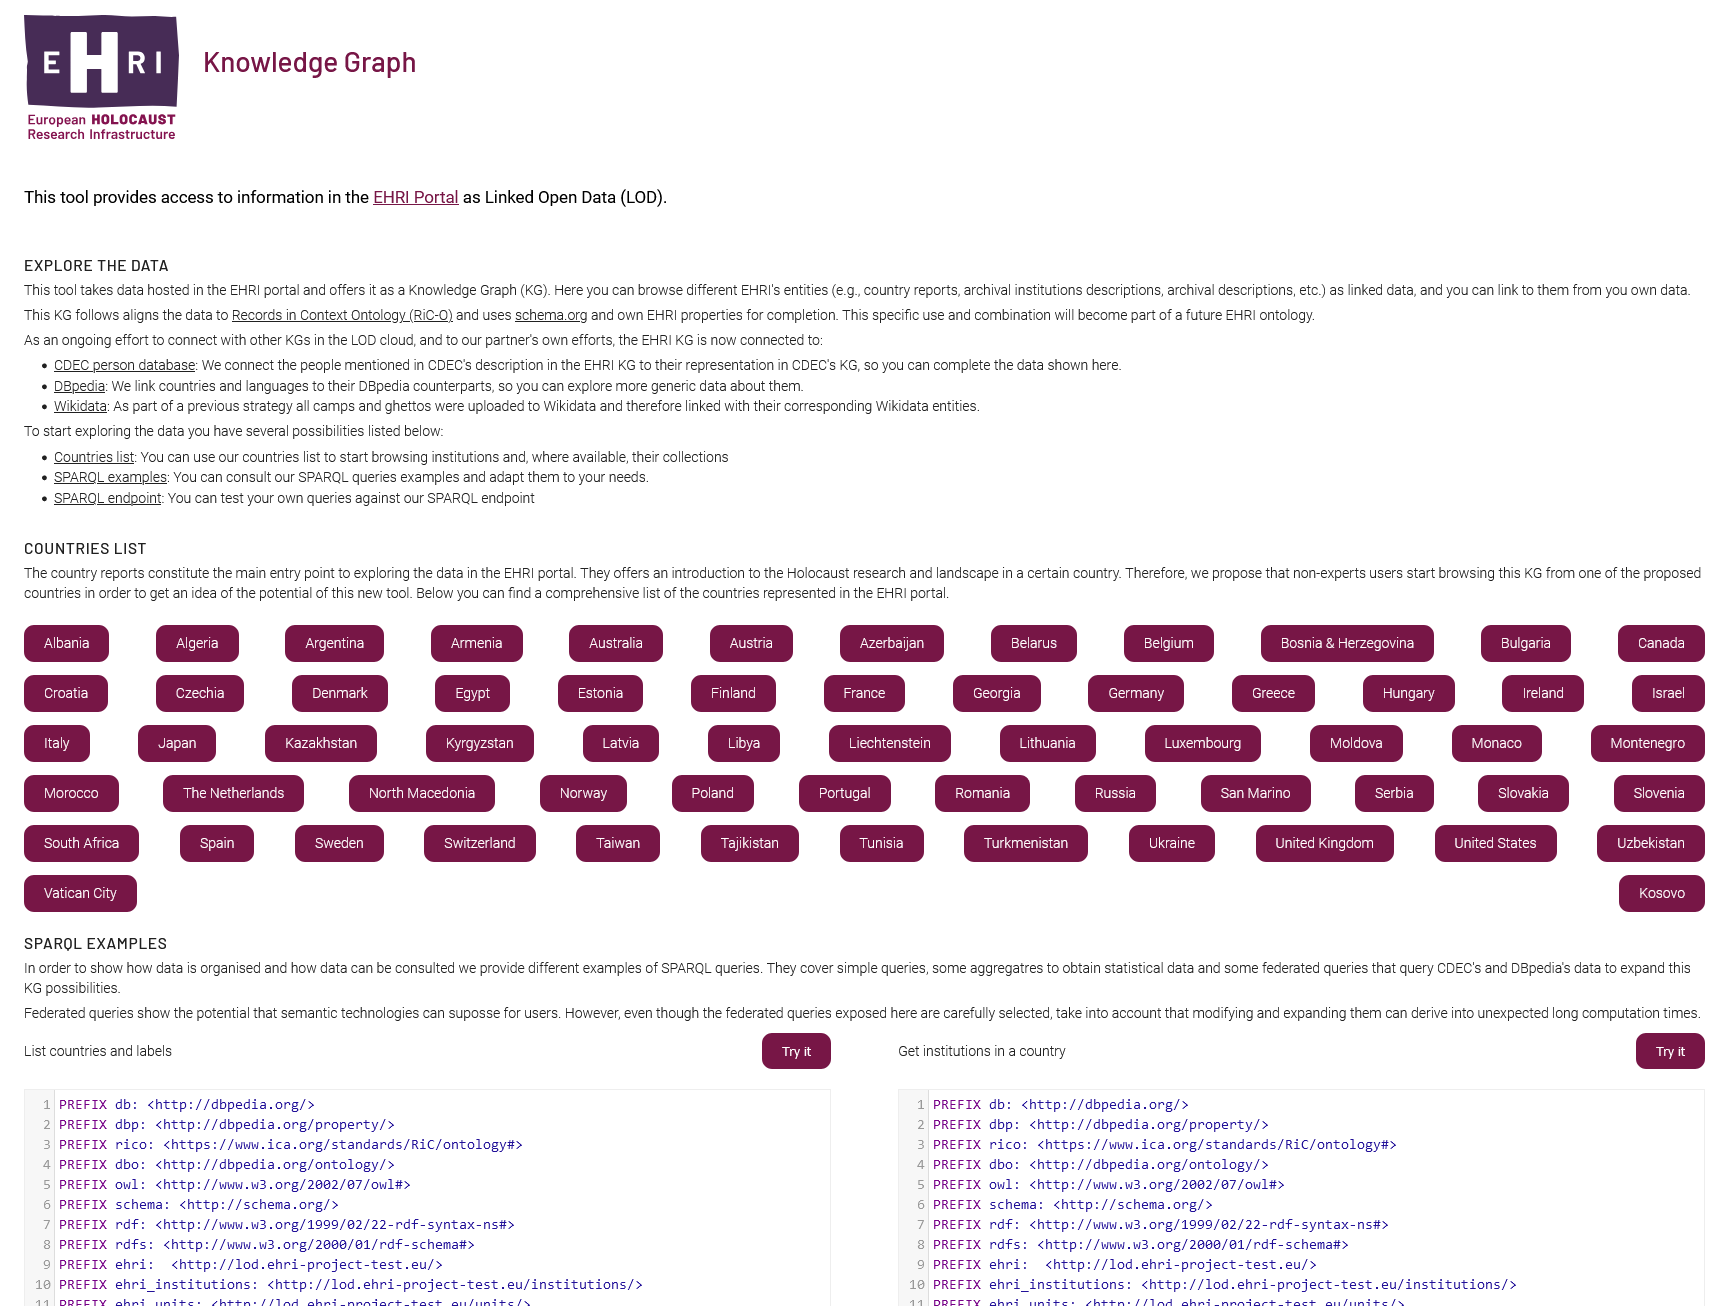 EHRI
European HOLOCAUST
Research Infrastructure
Knowledge Graph
This tool provides access to information in the EHRI Portal as Linked Open Data (LOD).
EXPLORE THE DATA
This tool takes data hosted in the EHRI portal and offers it as a Knowledge Graph (KG). Here you can browse different EHRI's entities (e.g., country reports, archival institutions descriptions, archival descriptions, etc.) as linked data, and you can link to them from you own data.
This KG follows aligns the data to Records in Context Ontology (RiC-O) and uses schema.org and own EHRI properties for completion. This specific use and combination will become part of a future EHRI ontology.
As an ongoing effort to connect with other KGs in the LOD cloud, and to our partner's own efforts, the EHRI KG is now connected to:
• CDEC person database: We connect the people mentioned in CDEC's description in the EHRI KG to their representation in CDEC's KG, so you can complete the data shown here.
• DBpedia: We link countries and languages to their DBpedia counterparts, so you can explore more generic data about them.
• Wikidata: As part of a previous strategy all camps and ghettos were uploaded to Wikidata and therefore linked with their corresponding Wikidata entities.
To start exploring the data you have several possibilities listed below:
• Countries list: You can use our countries list to start browsing institutions and, where available, their collections
• SPARQL examples: You can consult our SPARQL queries examples and adapt them to your needs.
• SPARQL endpoint: You can test your own queries against our SPARQL endpoint
COUNTRIES LIST
The country reports constitute the main entry point to exploring the data in the EHRI portal. They offers an introduction to the Holocaust research and landscape in a certain country. Therefore, we propose that non-experts users start browsing this KG from one of the proposed
countries in order to get an idea of the potential of this new tool. Below you can find a comprehensive list of the countries represented in the EHRI portal.
Albania Algeria Argentina Armenia Australia Austria Azerbaijan Belarus Belgium Bosnia & Herzegovina Bulgaria Canada
Croatia Czechia Denmark Egypt Estonia Finland France Georgia Germany Greece Hungary Ireland Israel
Italy Japan Kazakhstan Kyrgyzstan Latvia Libya Liechtenstein Lithuania Luxembourg Moldova Monaco Montenegro
Morocco The Netherlands North Macedonia Norway Poland Portugal Romania Russia San Marino Serbia Slovakia Slovenia
South Africa Spain Sweden Switzerland Taiwan Tajikistan Tunisia Turkmenistan Ukraine United Kingdom United States Uzbekistan
Vatican City Kosovo
SPARQL EXAMPLES
In order to show how data is organised and how data can be consulted we provide different examples of SPARQL queries. They cover simple queries, some aggregatres to obtain statistical data and some federated queries that query CDEC's and DBpedia's data to expand this
KG possibilities.
Federated queries show the potential that semantic technologies can suposse for users. However, even though the federated queries exposed here are carefully selected, take into account that modifying and expanding them can derive into unexpected long computation times.
List countries and labels Try it
1 PREFIX db: <http://dbpedia.org/>
2 PREFIX dbp: <http://dbpedia.org/property/>
3 PREFIX rico: <https://www.ica.org/standards/RiC/ontology#>
4 PREFIX dbo: <http://dbpedia.org/ontology/>
5 PREFIX owl: <http://www.w3.org/2002/07/owl#>
6 PREFIX schema: <http://schema.org/>
7 PREFIX rdf: <http://www.w3.org/1999/02/22-rdf-syntax-ns#>
8 PREFIX rdfs: <http://www.w3.org/2000/01/rdf-schema#>
9 PREFIX ehri:  <http://lod.ehri-project-test.eu/>
10 PREFIX ehri_institutions: <http://lod.ehri-project-test.eu/institutions/>
11 PREFIX ehri_units: <http://lod.ehri-project-test.eu/units/>
Get institutions in a country Try it
1 PREFIX db: <http://dbpedia.org/>
2 PREFIX dbp: <http://dbpedia.org/property/>
3 PREFIX rico: <https://www.ica.org/standards/RiC/ontology#>
4 PREFIX dbo: <http://dbpedia.org/ontology/>
5 PREFIX owl: <http://www.w3.org/2002/07/owl#>
6 PREFIX schema: <http://schema.org/>
7 PREFIX rdf: <http://www.w3.org/1999/02/22-rdf-syntax-ns#>
8 PREFIX rdfs: <http://www.w3.org/2000/01/rdf-schema#>
9 PREFIX ehri:  <http://lod.ehri-project-test.eu/>
10 PREFIX ehri_institutions: <http://lod.ehri-project-test.eu/institutions/>
11 PREFIX ehri_units: <http://lod.ehri-project-test.eu/units/>